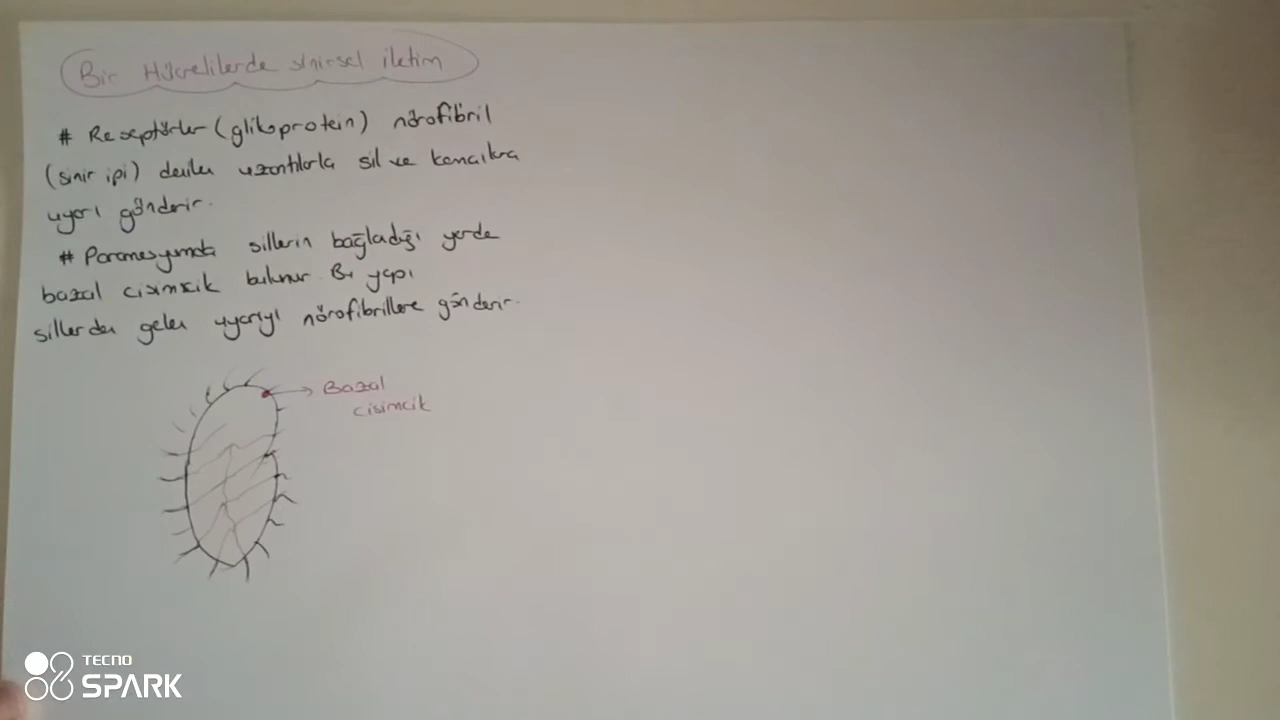 Bir Hücrelilerde sinirsel iletim
# Reseptörler (glikoprotein) nörofibril
(sinir ipi) denilen uzantılarla sil ve kamçılara
uyarı gönderir.
# Paramesyumda sillerin bağladığı yerde
bazal cisimcik bulunur. Bu yapı
sillerden gelen uyarıyı nörofibrillere gönderir.
Bazal
cisimcik
TECNO
SPARK